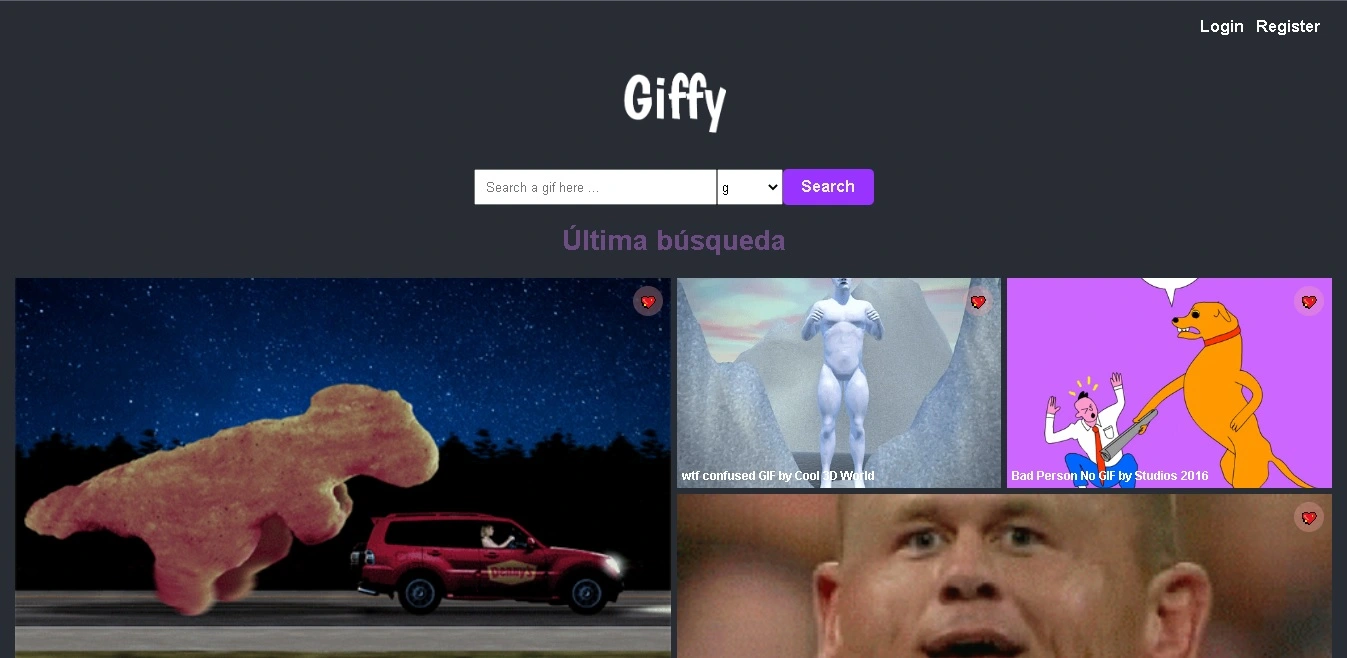 Login Register
Giffy
Search a gif here ...
g
Search
Última búsqueda
Denny's
wtf confused GIF by Cool 3D World
Bad Person No GIF by Studios 2016